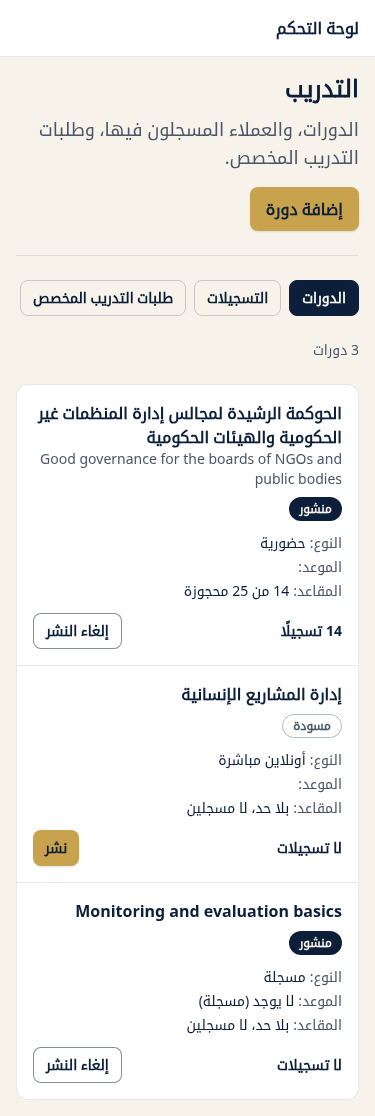 لوحة التحكم
التدريب
الدورات، والعملاء المسجلون فيها، وطلبات
التدريب المخصص.
إضافة دورة
الدورات
التسجيلات
طلبات التدريب المخصص
3 دورات
الحوكمة الرشيدة لمجالس إدارة المنظمات غير
الحكومية والهيئات الحكومية
Good governance for the boards of NGOs and
public bodies
منشور
النوع: حضورية
الموعد:
المقاعد: 14 من 25 محجوزة
14 تسجيلًا
إلغاء النشر
إدارة المشاريع الإنسانية
مسودة
النوع: أونلاين مباشرة
الموعد:
المقاعد: بلا حد، لا مسجلين
لا تسجيلات
نشر
Monitoring and evaluation basics
منشور
النوع: مسجلة
الموعد: لا يوجد (مسجلة)
المقاعد: بلا حد، لا مسجلين
لا تسجيلات
إلغاء النشر